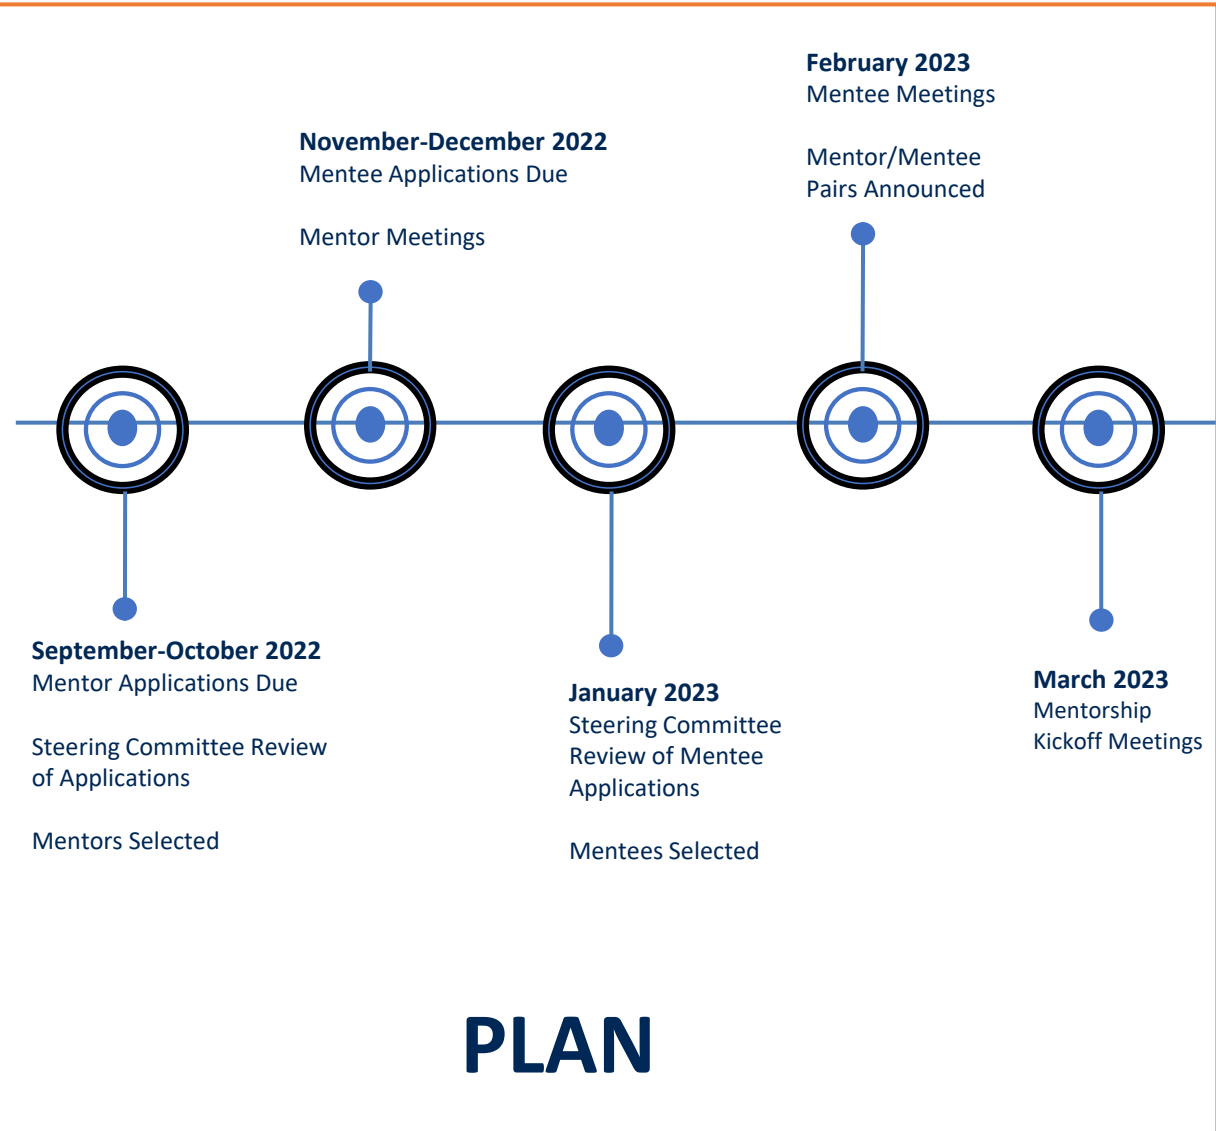 September-October 2022
Mentor Applications Due
Steering Committee Review
of Applications
Mentors Selected
November-December 2022
Mentee Applications Due
Mentor Meetings
January 2023
Steering Committee
Review of Mentee
Applications
Mentees Selected
February 2023
Mentee Meetings
Mentor/Mentee
Pairs Announced
March 2023
Mentorship
Kickoff Meetings
PLAN